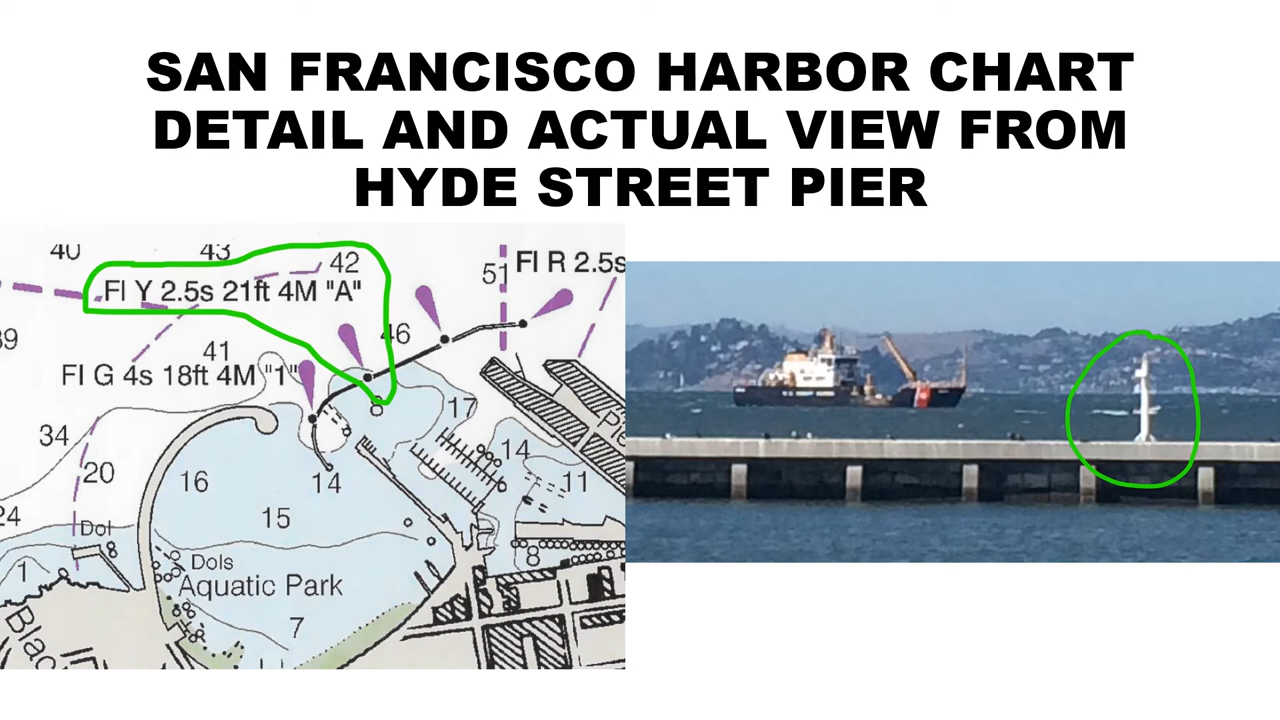 SAN FRANCISCO HARBOR CHART
DETAIL AND ACTUAL VIEW FROM
HYDE STREET PIER
40
43
42
51
Fl R 2.5s
Fl Y 2.5s 21ft 4M "A"
46
41
Fl G 4s 18ft 4M "1"
8
17
34
14
20
16
14
11
15
24
Dol
8
Dols
1
Aquatic Park
7